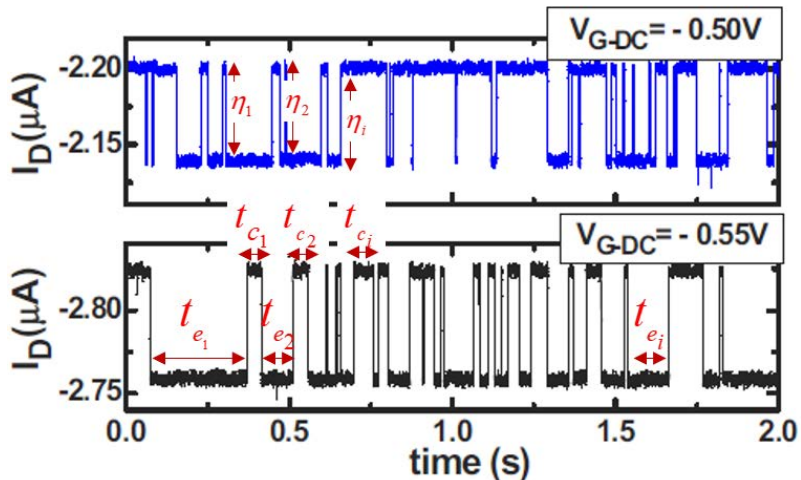 V_G-DC = - 0.50V
-2.20
-2.15
I_D(μA)
η_1
η_2
η_i
t_c_1
t_c_2
t_c_i
V_G-DC = - 0.55V
-2.80
-2.75
I_D(μA)
t_e_1
t_e_2
t_e_i
0.0 0.5 1.0 1.5 2.0
time (s)